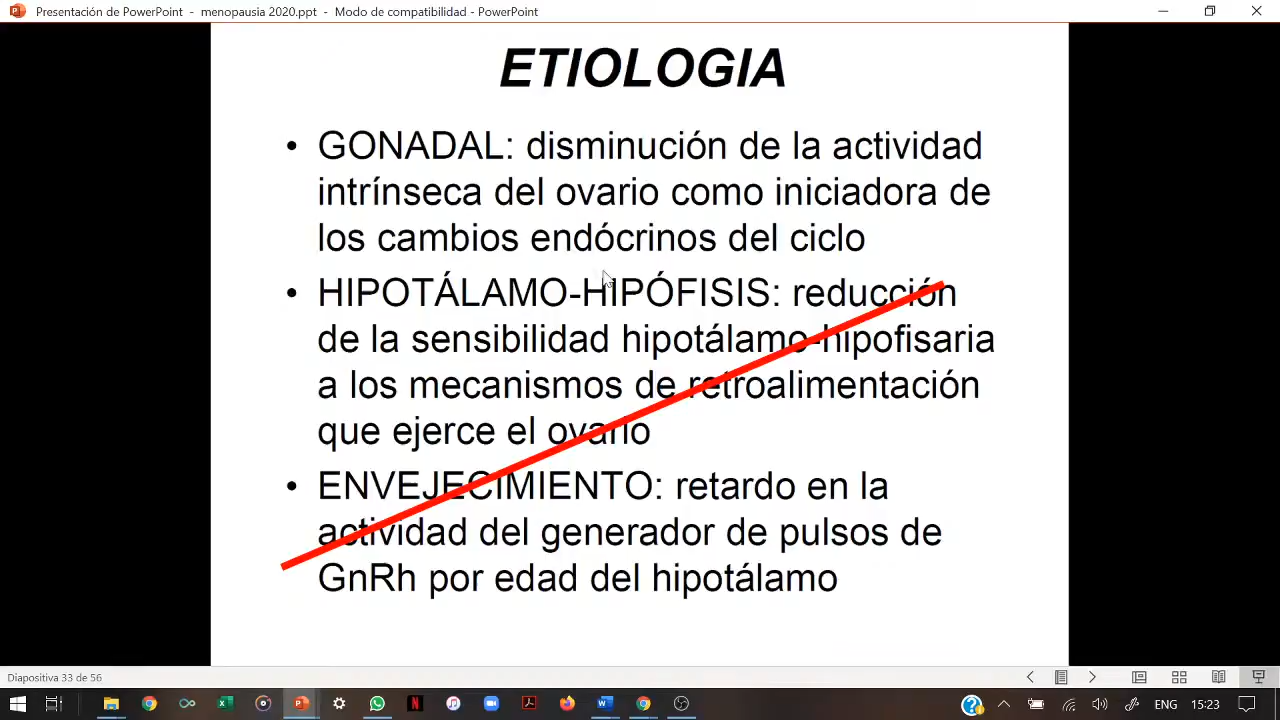 Presentación de PowerPoint - menopausia 2020.ppt - Modo de compatibilidad - PowerPoint
ETIOLOGIA
• GONADAL: disminución de la actividad
intrínseca del ovario como iniciadora de
los cambios endócrinos del ciclo
• HIPOTÁLAMO-HIPÓFISIS: reducción
de la sensibilidad hipotálamo-hipofisaria
a los mecanismos de retroalimentación
que ejerce el ovario
• ENVEJECIMIENTO: retardo en la
actividad del generador de pulsos de
GnRh por edad del hipotálamo
Diapositiva 33 de 56
ENG 15:23